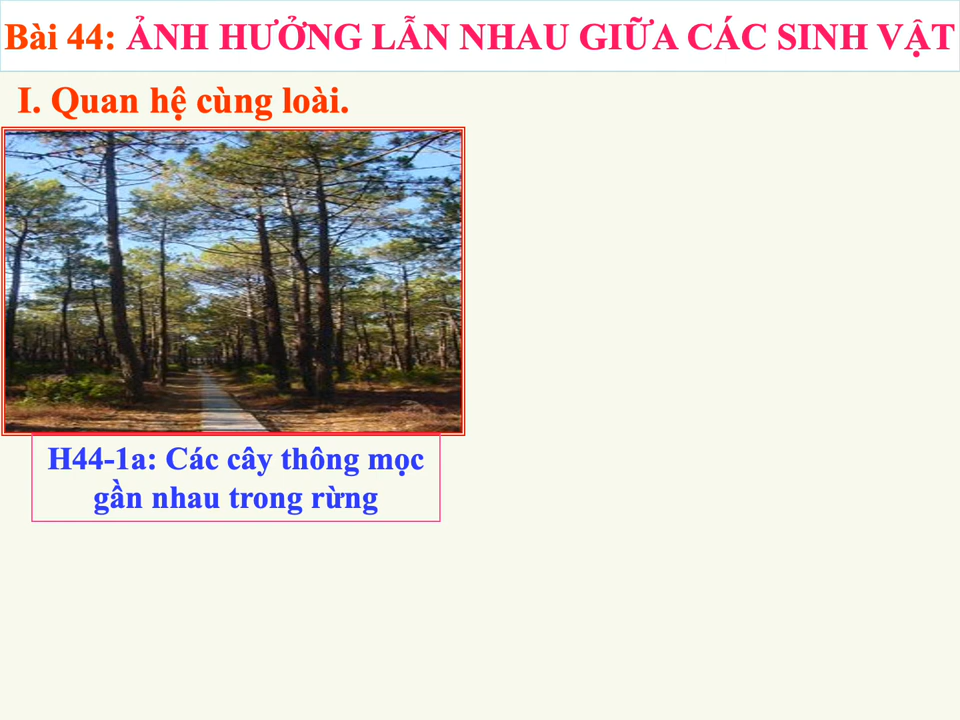 Bài 44: ẢNH HƯỞNG LẪN NHAU GIỮA CÁC SINH VẬT
I. Quan hệ cùng loài.
H44-1a: Các cây thông mọc
gần nhau trong rừng